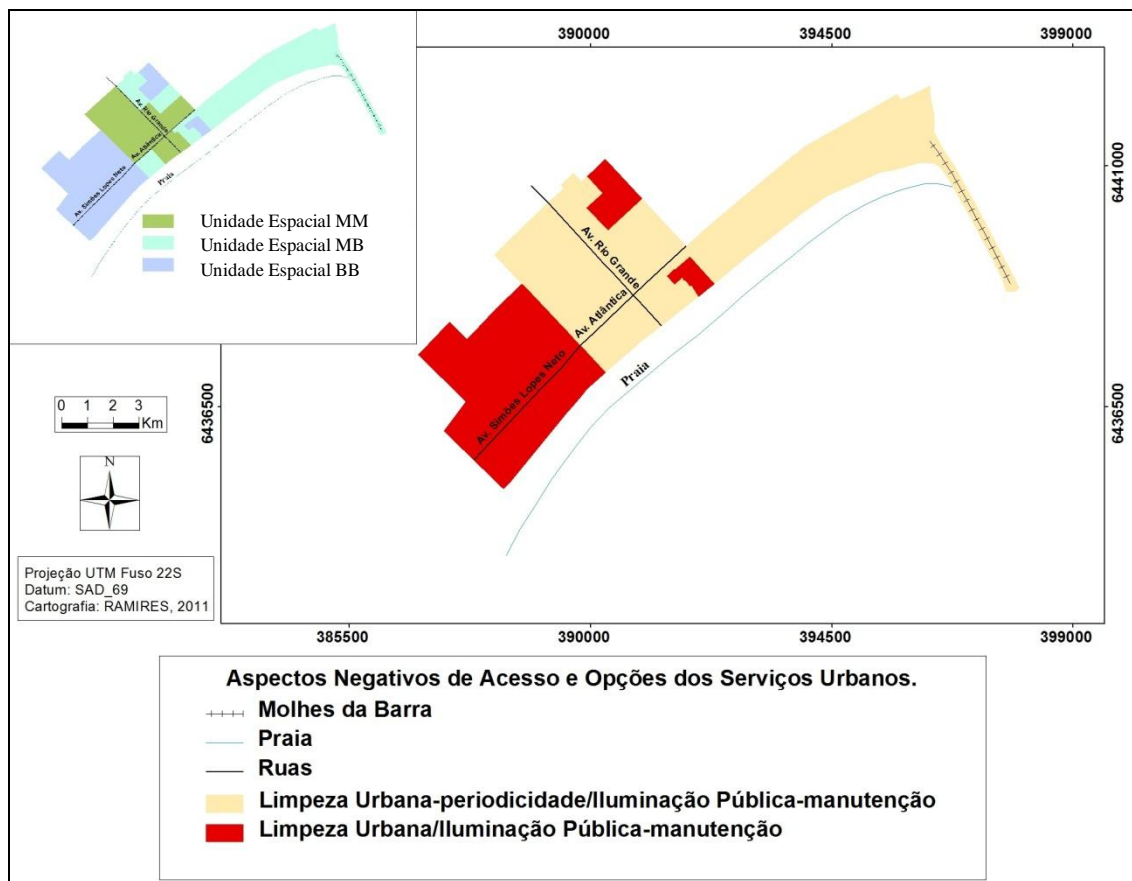 390000 394500 399000
Av. Rio Grande
Av. Atlântica
Av. Simões Lopes Neto
Praia
Unidade Espacial MM
Unidade Espacial MB
Unidade Espacial BB
6441000
6441000
Av. Rio Grande
Av. Atlântica
Av. Simões Lopes Neto
Praia
6436500
6436500
0 1 2 3
Km
N
Projeção UTM Fuso 22S
Datum: SAD_69
Cartografia: RAMIRES, 2011
385500 390000 394500 399000
Aspectos Negativos de Acesso e Opções dos Serviços Urbanos.
Molhes da Barra
Praia
Ruas
Limpeza Urbana-periodicidade/Iluminação Pública-manutenção
Limpeza Urbana/Iluminação Pública-manutenção